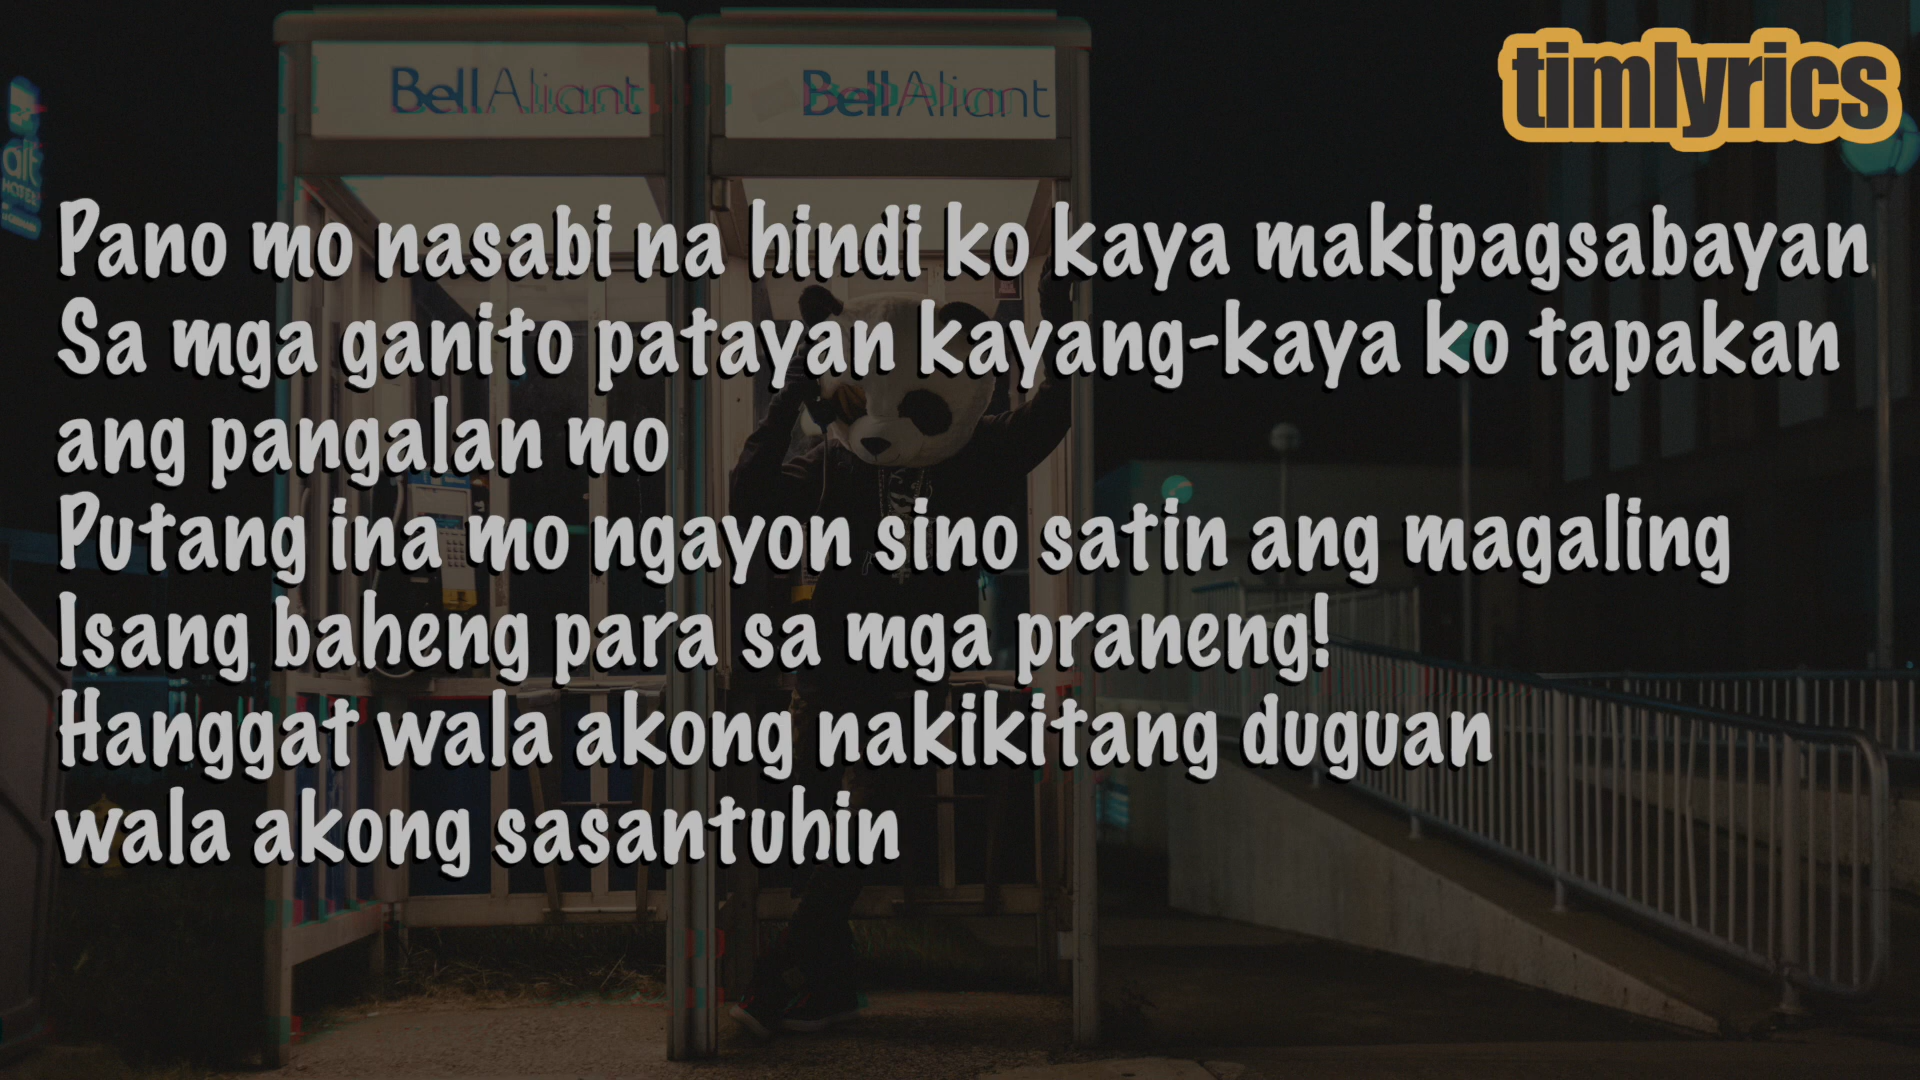 BellAliant BellAliant
timlyrics
alt
HOTEL
Pano mo nasabi na hindi ko kaya makipagsabayan
Sa mga ganito patayan kayang-kaya ko tapakan
ang pangalan mo
Putang ina mo ngayon sino satin ang magaling
Isang baheng para sa mga praneng!
Hanggat wala akong nakikitang duguan
wala akong sasantuhin